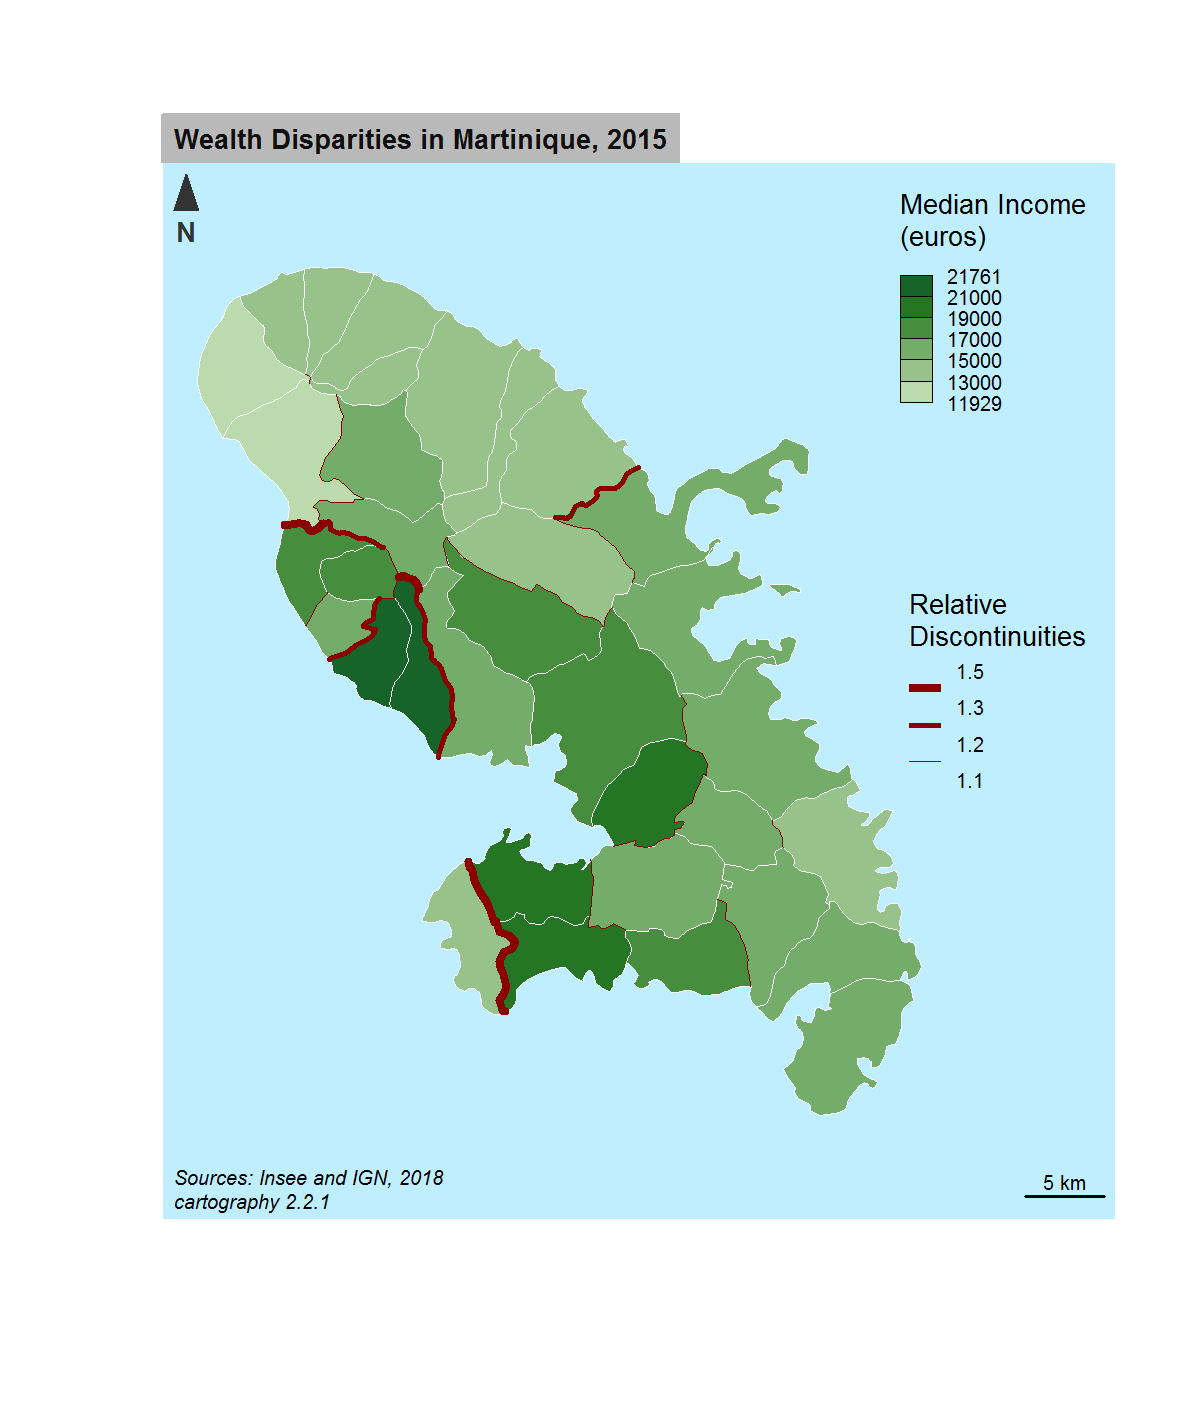 Wealth Disparities in Martinique, 2015
N
Median Income
(euros)
21761
21000
19000
17000
15000
13000
11929
Relative
Discontinuities
1.5
1.3
1.2
1.1
Sources: Insee and IGN, 2018
cartography 2.2.1
5 km